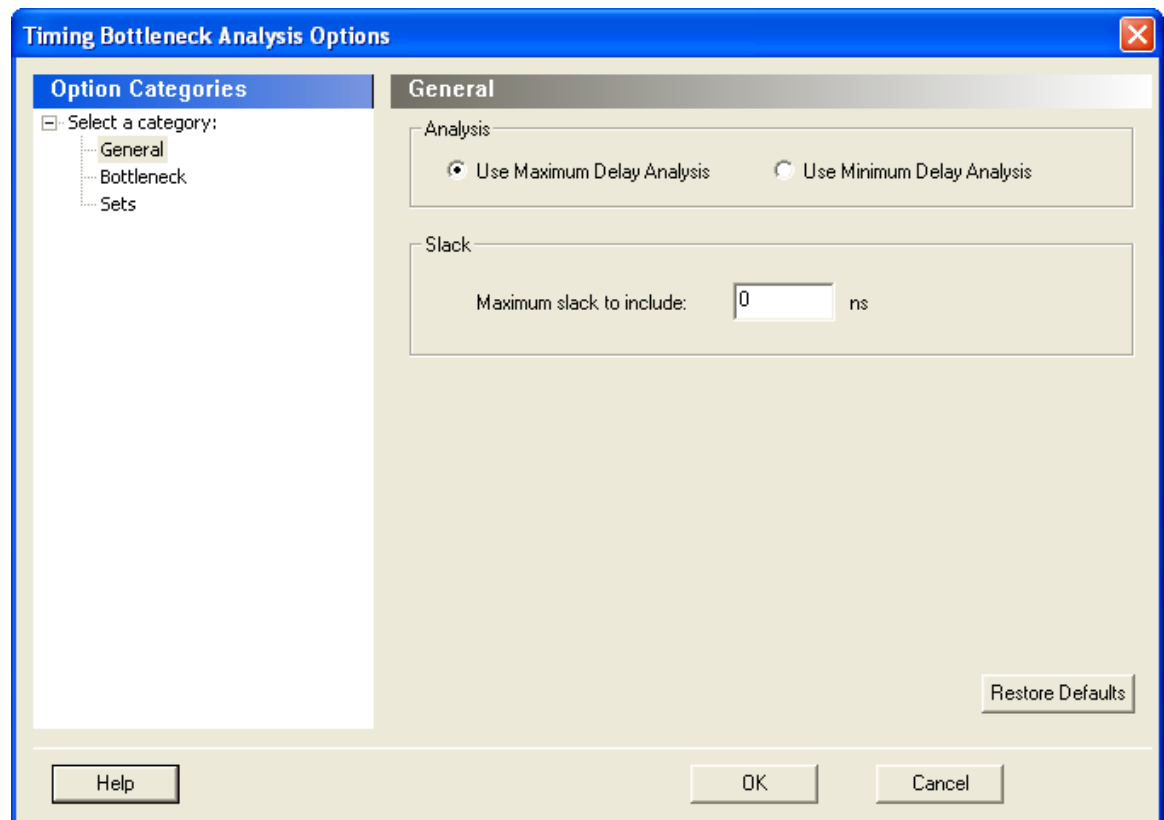 Timing Bottleneck Analysis Options
Option Categories
Select a category:
General
Bottleneck
Sets
General
Analysis
Use Maximum Delay Analysis
Use Minimum Delay Analysis
Slack
Maximum slack to include: 0 ns
Restore Defaults
Help
OK
Cancel